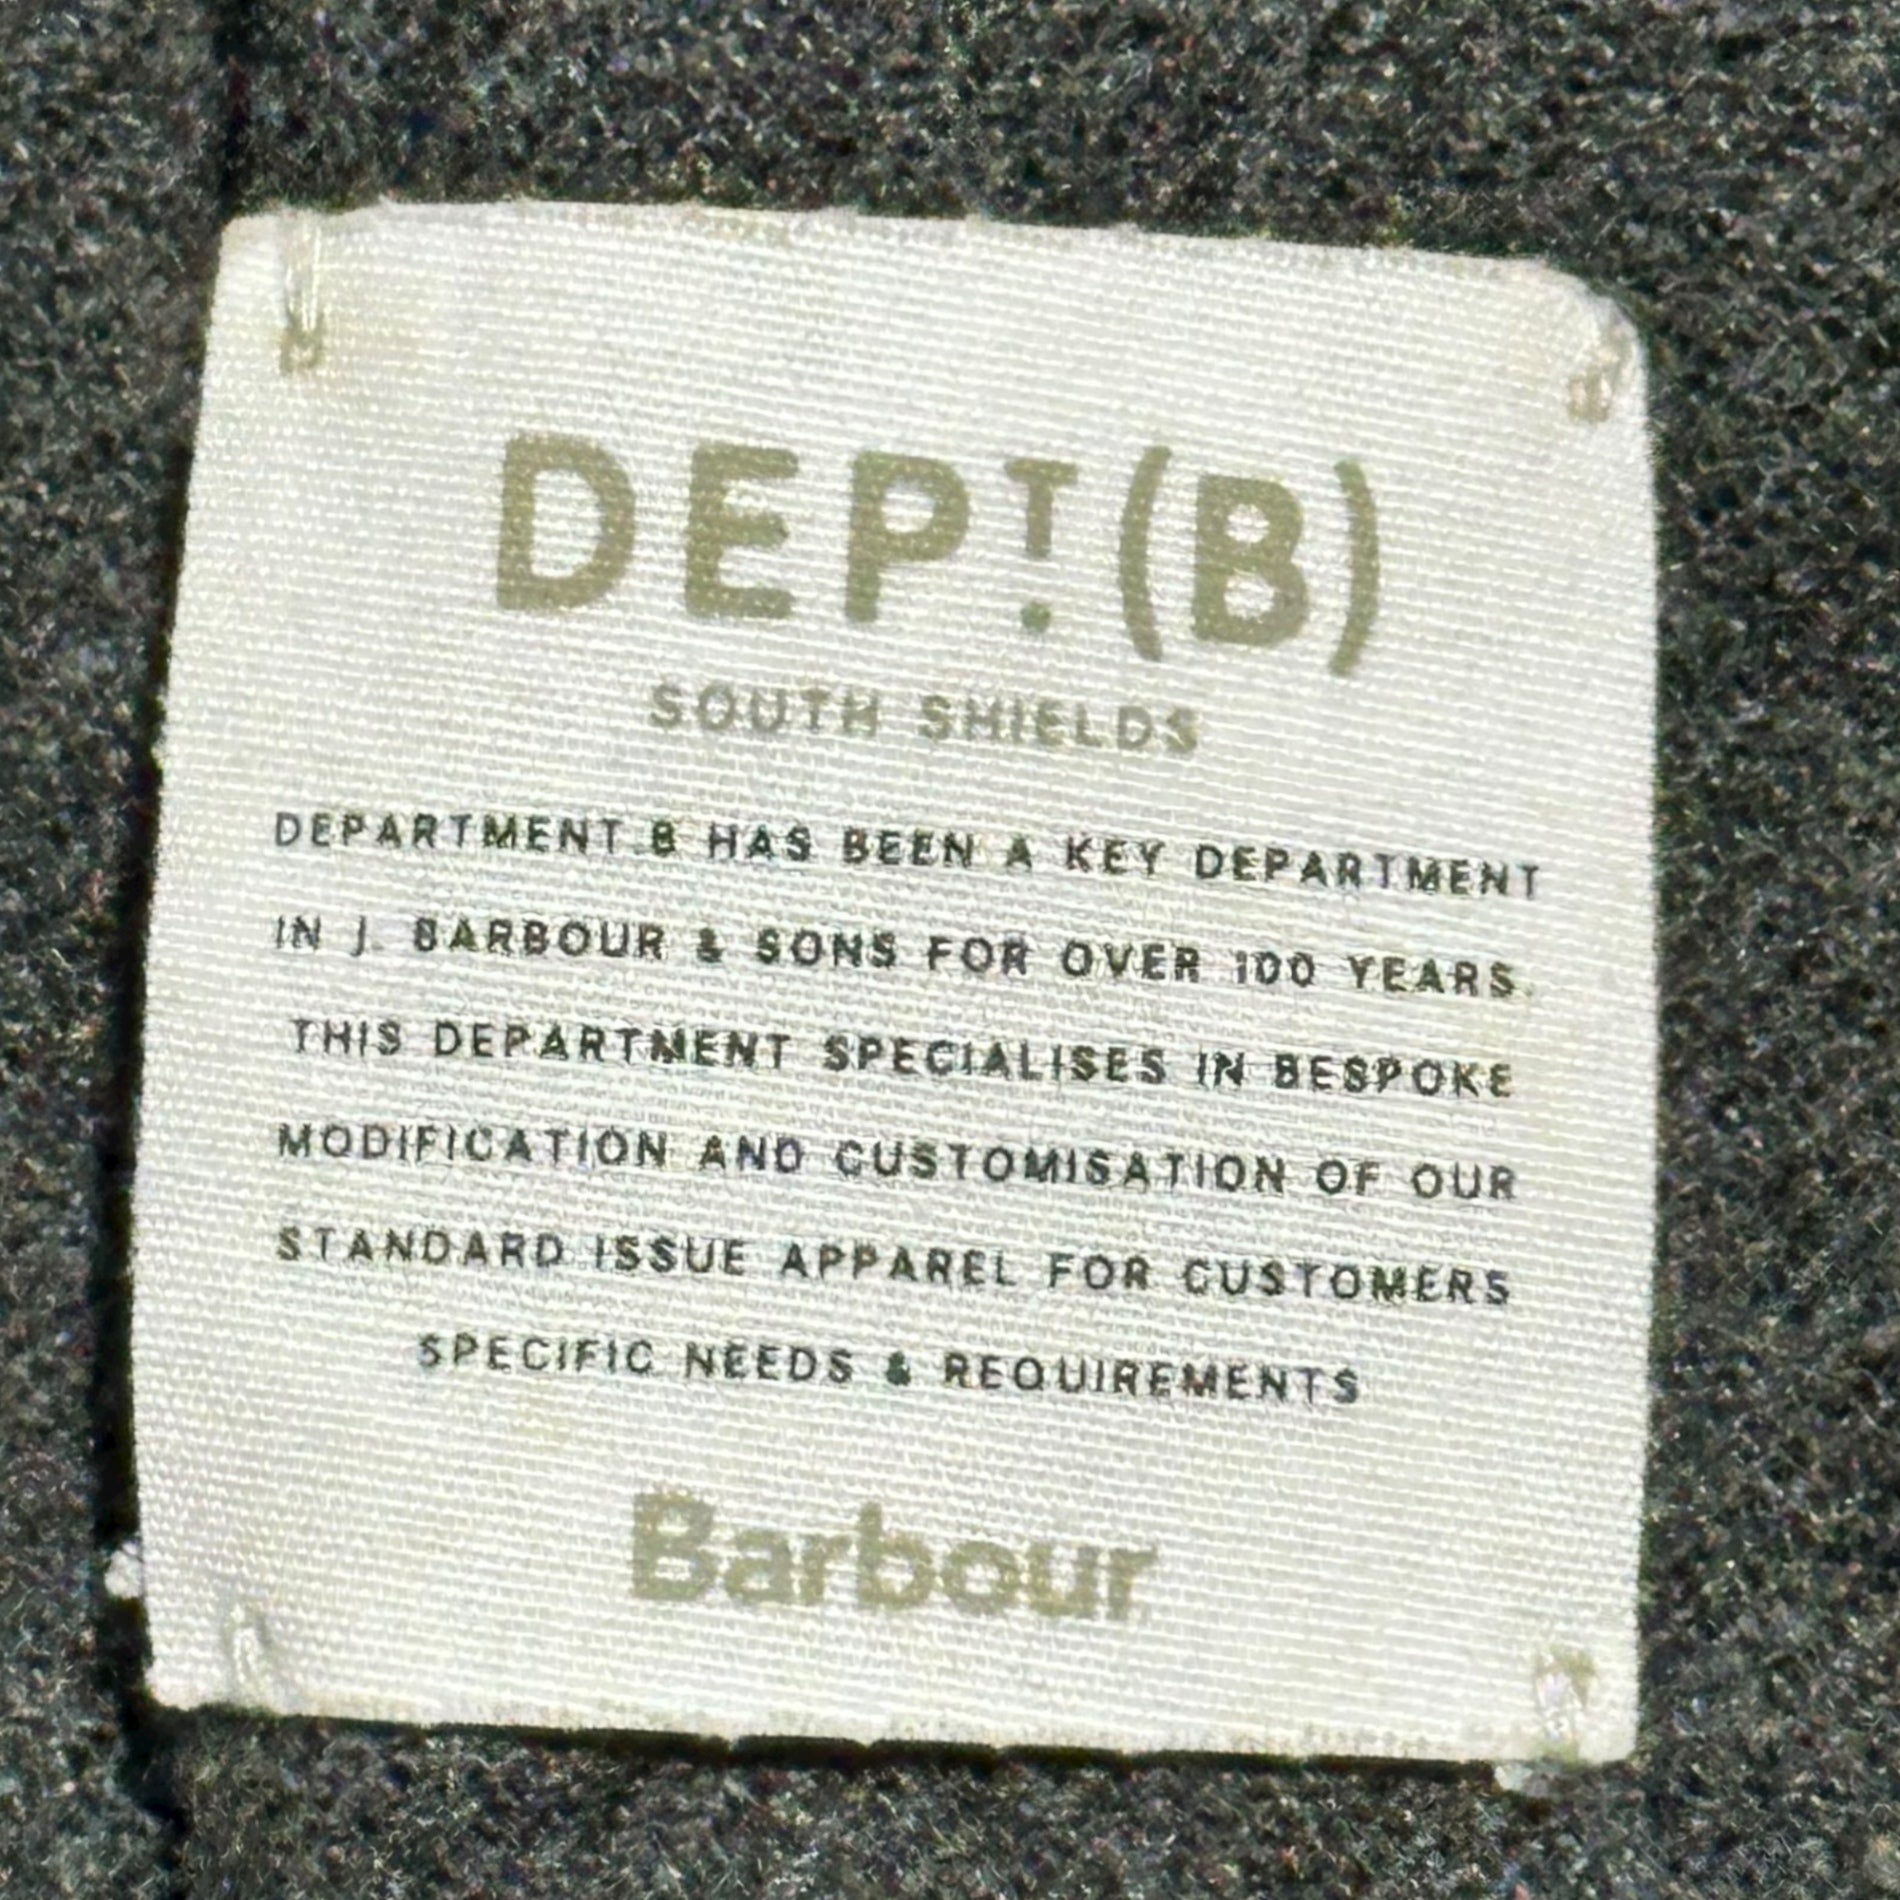 DEPT.(B)
SOUTH SHIELDS
DEPARTMENT B HAS BEEN A KEY DEPARTMENT
IN J. BARBOUR & SONS FOR OVER 100 YEARS.
THIS DEPARTMENT SPECIALISES IN BESPOKE
MODIFICATION AND CUSTOMISATION OF OUR
STANDARD ISSUE APPAREL FOR CUSTOMERS
SPECIFIC NEEDS & REQUIREMENTS
Barbour